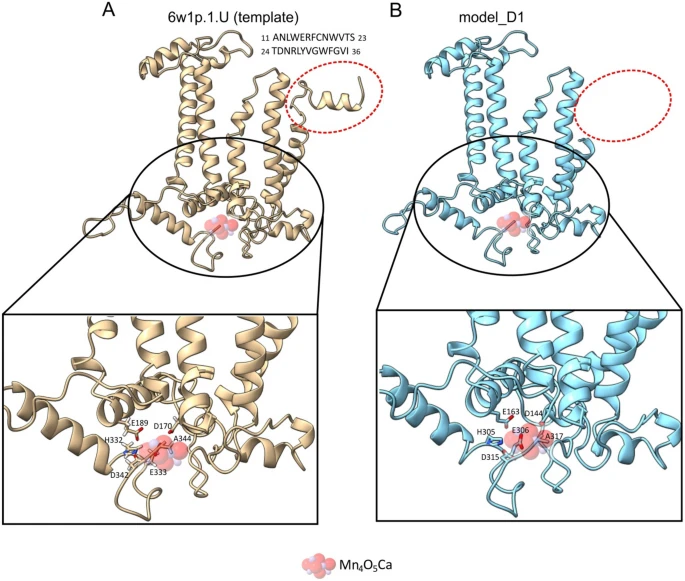 A
6w1p.1.U (template)
11 ANLWERFCNWVTS 23
24 TDNRLYVGWFGVI 36
B
model_D1
E189
D170
H332
A344
D342
E333
E163
D144
H305
E306
A317
D315
Mn₄O₅Ca